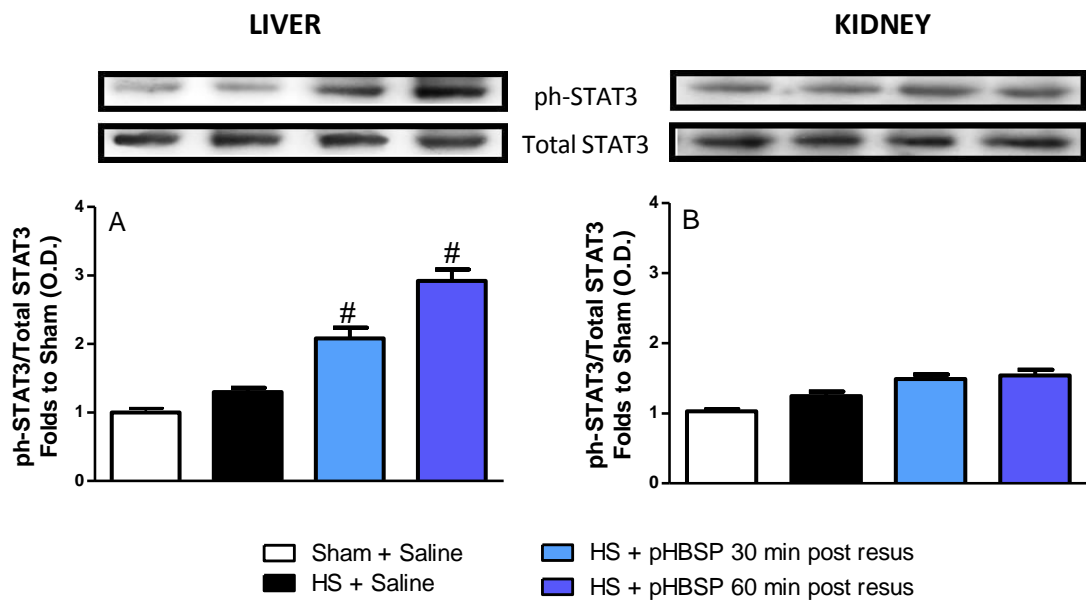 LIVER
KIDNEY
ph-STAT3
Total STAT3
A
ph-STAT3/Total STAT3
Folds to Sham (O.D.)
4
3
2
1
0
#
#
B
ph-STAT3/Total STAT3
Folds to Sham (O.D.)
4
3
2
1
0
Sham + Saline
HS + Saline
HS + pHBSP 30 min post resus
HS + pHBSP 60 min post resus